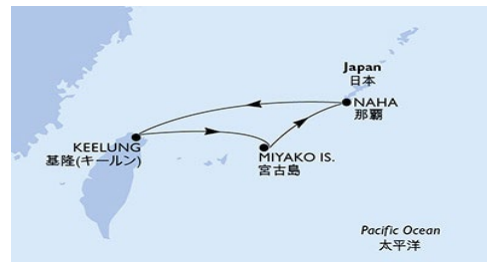 Japan
日本
NAHA
那覇
KEELUNG
基隆(キールン)
MIYAKO IS.
宮古島
Pacific Ocean
太平洋